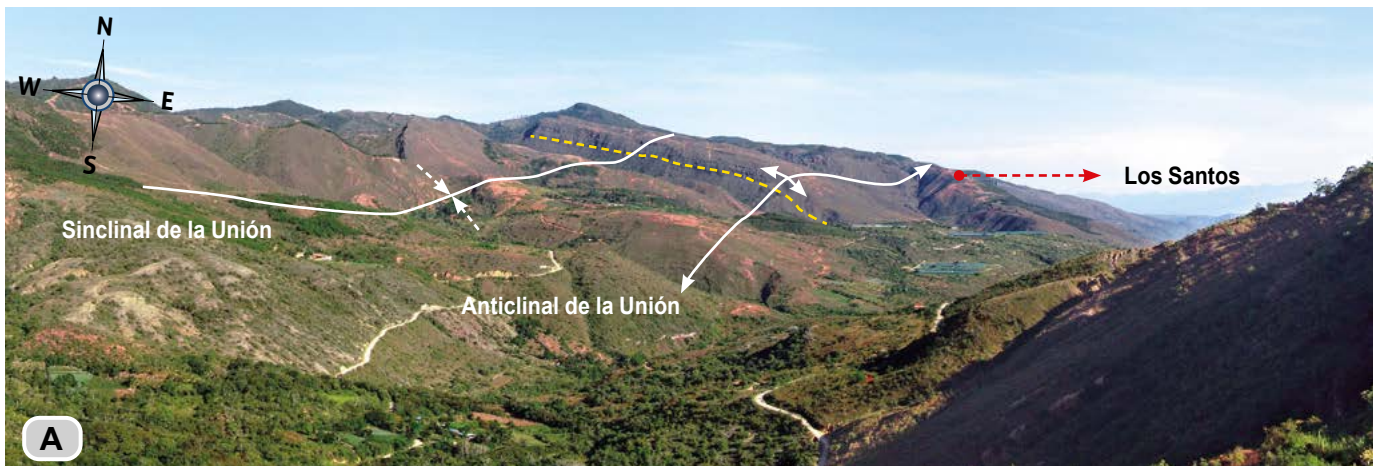 N
W
E
S
Los Santos
Sinclinal de la Unión
Anticlinal de la Unión
A